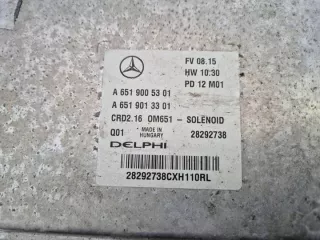 FV 08.15
HW 10:30
PD 12 M01
A 651 900 53 01
A 651 901 33 01
CRD2.16 OM651 - SOLENOID
Q01 MADE IN HUNGARY 28292738
DELPHI
28292738CXH110RL